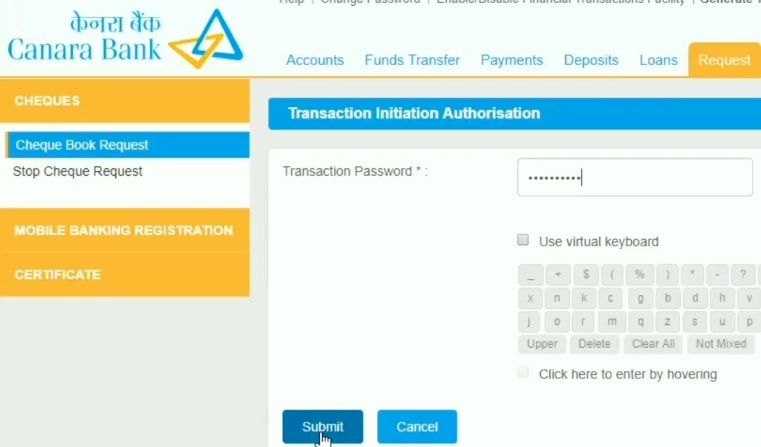 Help | Change Password | Enable/Disable Financial Transactions Facility | Generate
केनरा बैंक
Canara Bank
Accounts Funds Transfer Payments Deposits Loans Request
CHEQUES
Transaction Initiation Authorisation
Cheque Book Request
Stop Cheque Request
Transaction Password * : ••••••••••
MOBILE BANKING REGISTRATION
Use virtual keyboard
CERTIFICATE
_ + $ ( % ) * - ?
x n k c g b d h v
j o r m q z s u p
Upper Delete Clear All Not Mixed
Click here to enter by hovering
Submit Cancel